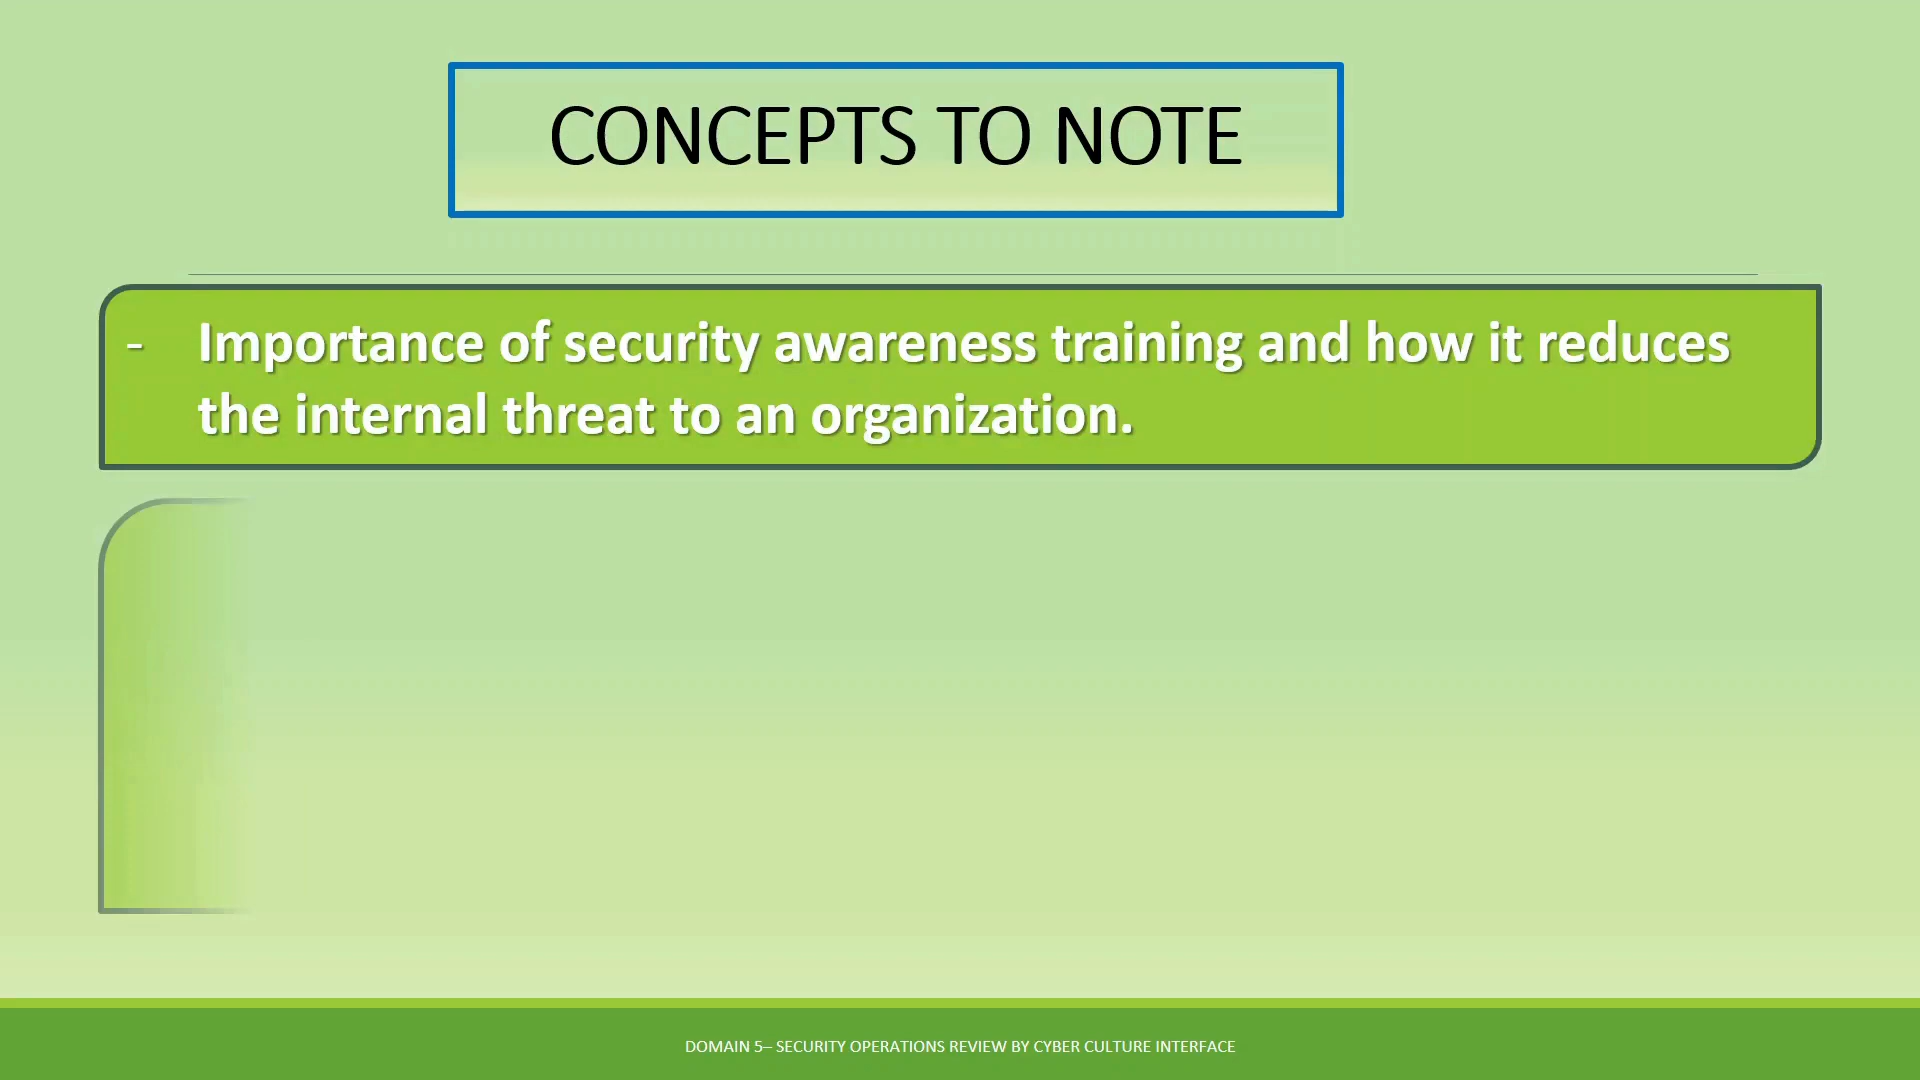 CONCEPTS TO NOTE
- Importance of security awareness training and how it reduces
the internal threat to an organization.
DOMAIN 5– SECURITY OPERATIONS REVIEW BY CYBER CULTURE INTERFACE